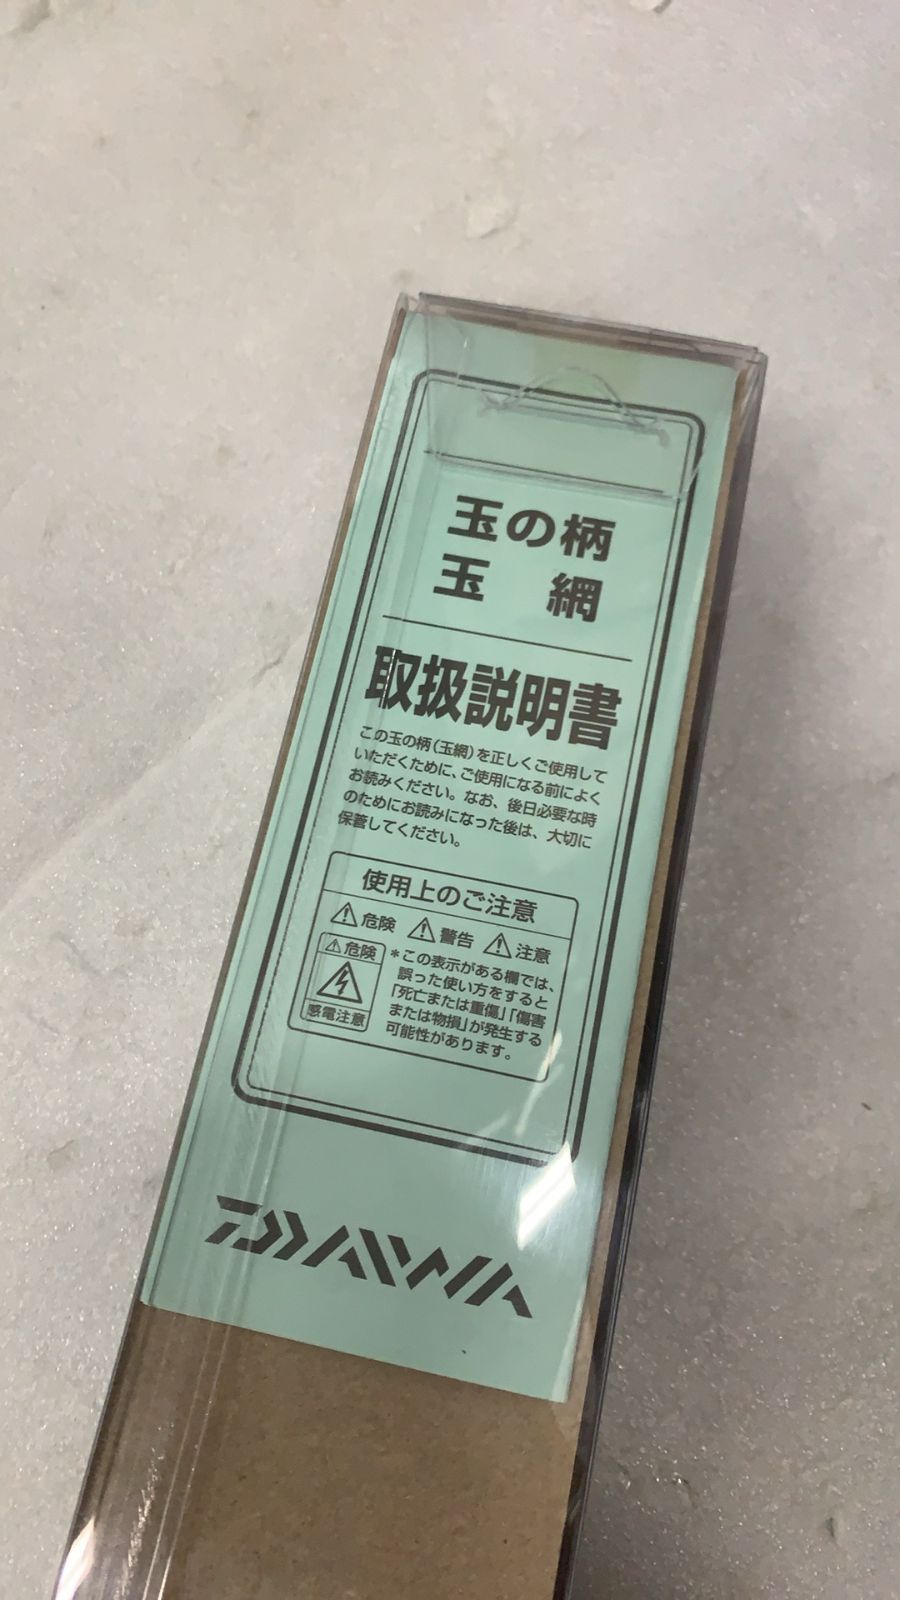 玉の柄
玉 網
取扱説明書
この玉の柄(玉網)を正しくご使用して
いただくために、ご使用になる前によく
お読みください。なお、後日必要な時
のためにお読みになった後は、大切に
保管してください。
使用上のご注意
⚠危険 ⚠警告 ⚠注意
⚠危険
感電注意
*この表示がある欄では、
誤った使い方をすると
「死亡または重傷」「傷害
または物損」が発生する
可能性があります。
DAIWA